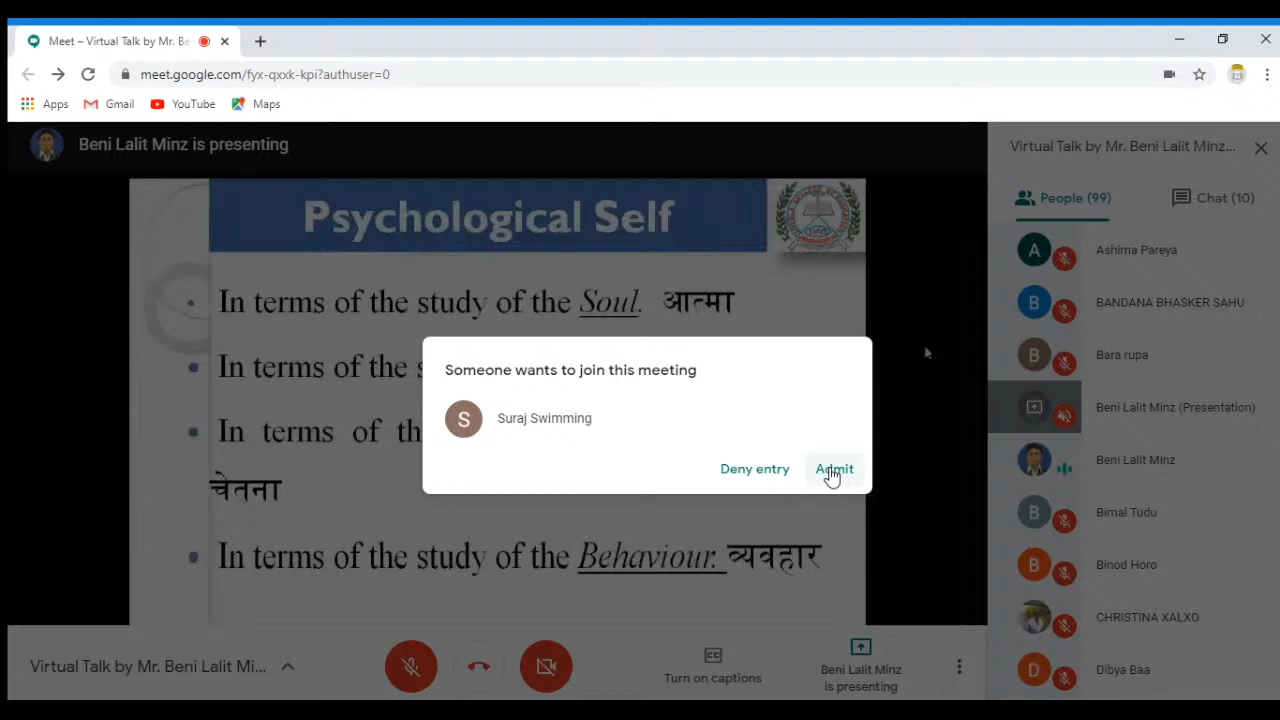 Meet – Virtual Talk by Mr. Be
meet.google.com/fyx-qxxk-kpi?authuser=0
Apps Gmail YouTube Maps
Beni Lalit Minz is presenting
Psychological Self
In terms of the study of the Soul. आत्मा
In terms of the
In terms of th
चेतना
In terms of the study of the Behaviour. व्यवहार
Someone wants to join this meeting
S Suraj Swimming
Deny entry Admit
Virtual Talk by Mr. Beni Lalit Minz...
People (99) Chat (10)
A Ashima Pareya
B BANDANA BHASKER SAHU
B Bara rupa
Beni Lalit Minz (Presentation)
Beni Lalit Minz
B Bimal Tudu
B Binod Horo
CHRISTINA XALXO
D Dibya Baa
Virtual Talk by Mr. Beni Lalit Mi...
Turn on captions
Beni Lalit Minz
is presenting